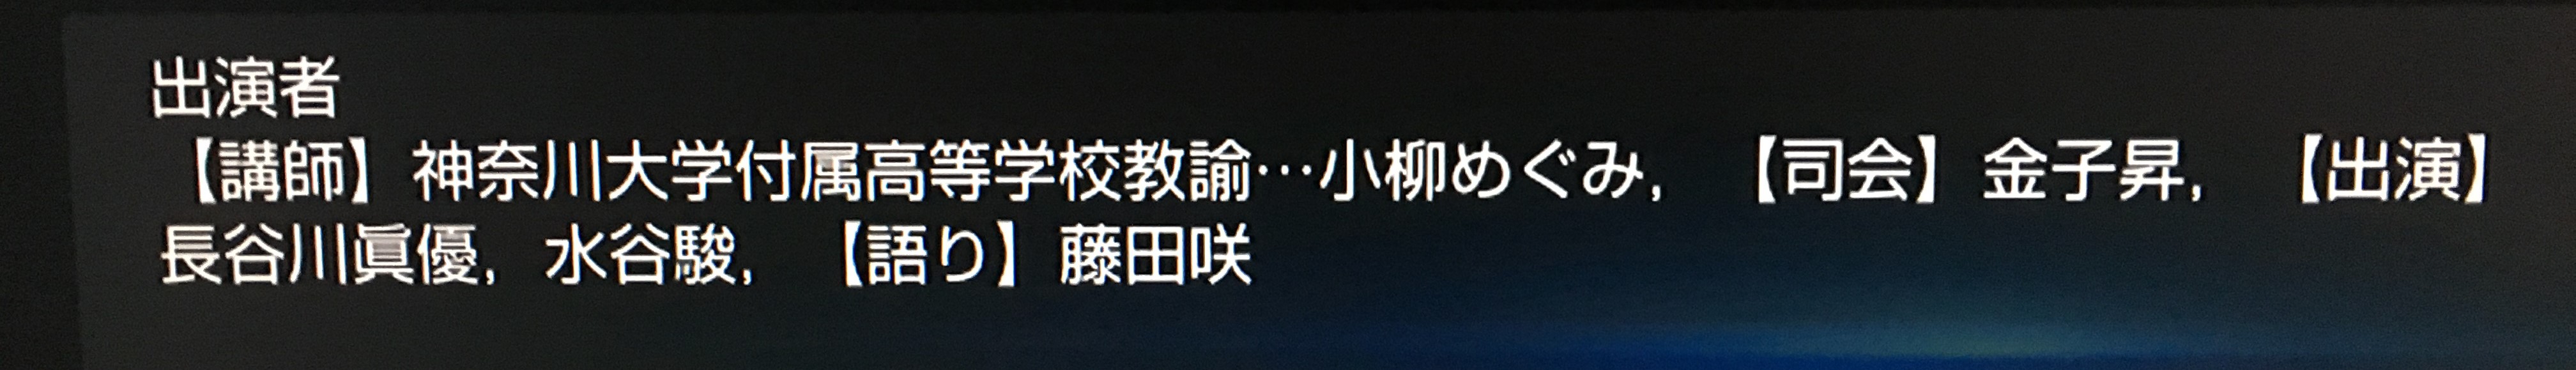 出演者
【講師】神奈川大学付属高等学校教諭…小柳めぐみ，【司会】金子昇，【出演】
長谷川眞優，水谷駿，【語り】藤田咲